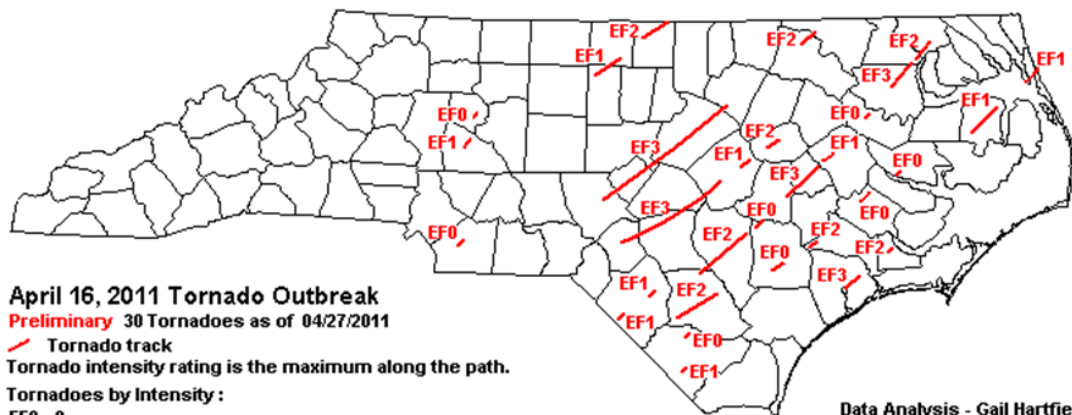 EF2
EF2
EF2
EF1
EF1
EF3
EF1
EF0
EF0
EF2
EF1
EF1
EF3
EF1
EF0
EF3
EF3
EF0
EF0
EF2
EF0
EF2
EF2
EF0
EF3
EF1
EF2
EF1
EF0
EF1
April 16, 2011 Tornado Outbreak
Preliminary 30 Tornadoes as of 04/27/2011
Tornado track
Tornado intensity rating is the maximum along the path.
Tornadoes by Intensity :
EF0
Data Analysis - Gail Hartfie